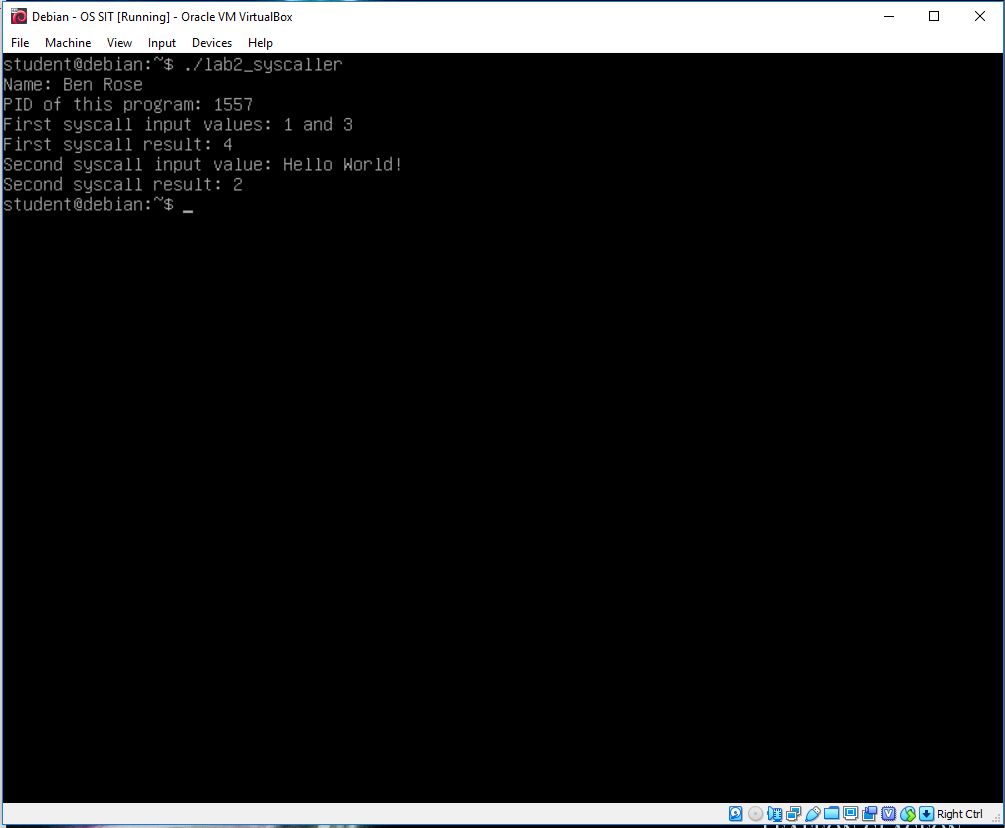 Debian - OS SIT [Running] - Oracle VM VirtualBox
File Machine View Input Devices Help
student@debian:~$ ./lab2_syscaller
Name: Ben Rose
PID of this program: 1557
First syscall input values: 1 and 3
First syscall result: 4
Second syscall input value: Hello World!
Second syscall result: 2
student@debian:~$ _
Right Ctrl